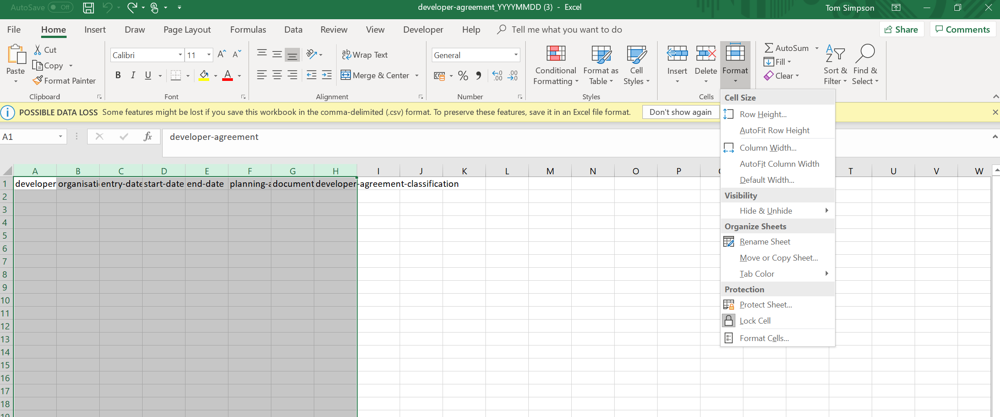 AutoSave Off
developer-agreement_YYYYMMDD (3) - Excel
Tom Simpson
File Home Insert Draw Page Layout Formulas Data Review View Developer Help Tell me what you want to do
Share Comments
Paste
Cut
Copy
Format Painter
Clipboard
Calibri 11
B I U A
Font
Wrap Text
Merge & Center
Alignment
General
% , .00 .00
Number
Conditional Formatting
Format as Table
Cell Styles
Styles
Insert
Delete
Format
Cells
AutoSum
Fill
Clear
Sort & Filter
Find & Select
POSSIBLE DATA LOSS Some features might be lost if you save this workbook in the comma-delimited (.csv) format. To preserve these features, save it in an Excel file format. Don't show again
A1 fx developer-agreement
A B C D E F G H I J K L M N O P T U V W
1 developer organisati entry-date start-date end-date planning-a document developer-agreement-classification
2
3
4
5
6
7
8
9
10
11
12
13
14
15
16
17
18
19
Cell Size
Row Height...
AutoFit Row Height
Column Width...
AutoFit Column Width
Default Width...
Visibility
Hide & Unhide
Organize Sheets
Rename Sheet
Move or Copy Sheet...
Tab Color
Protection
Protect Sheet...
Lock Cell
Format Cells...